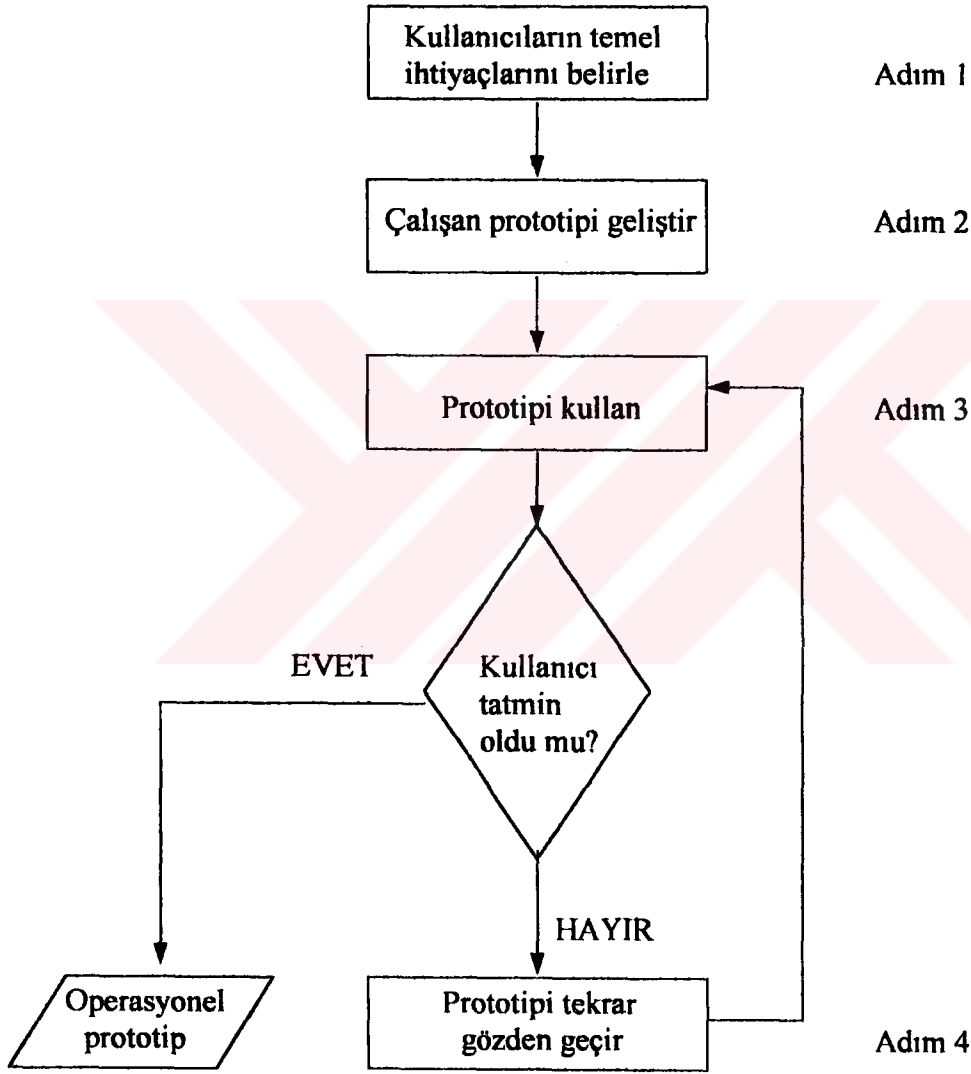 Kullanıcıların temel
ihtiyaçlarını belirle
Adım 1
Çalışan prototipi geliştir
Adım 2
Prototipi kullan
Adım 3
EVET
Kullanıcı
tatmin
oldu mu?
HAYIR
Operasyonel
prototip
Prototipi tekrar
gözden geçir
Adım 4